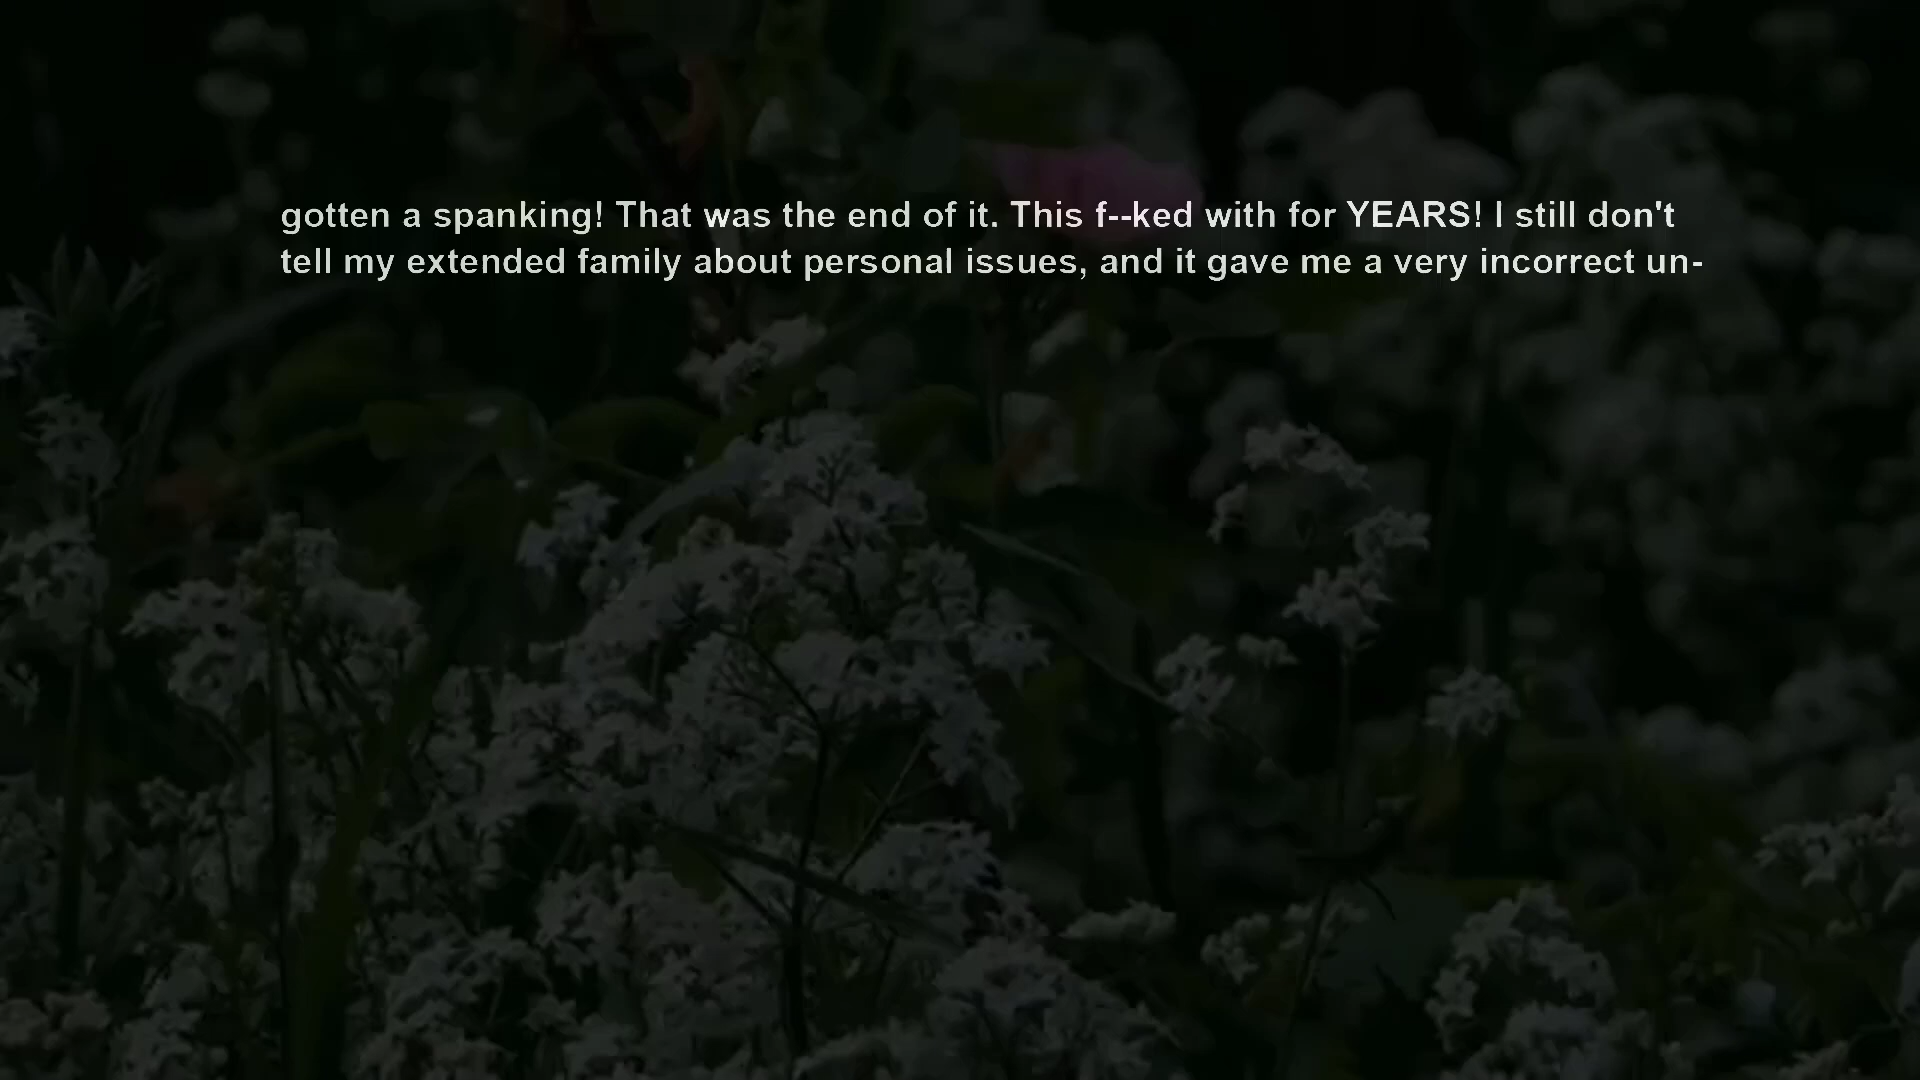 gotten a spanking! That was the end of it. This f--ked with for YEARS! I still don't
tell my extended family about personal issues, and it gave me a very incorrect un-